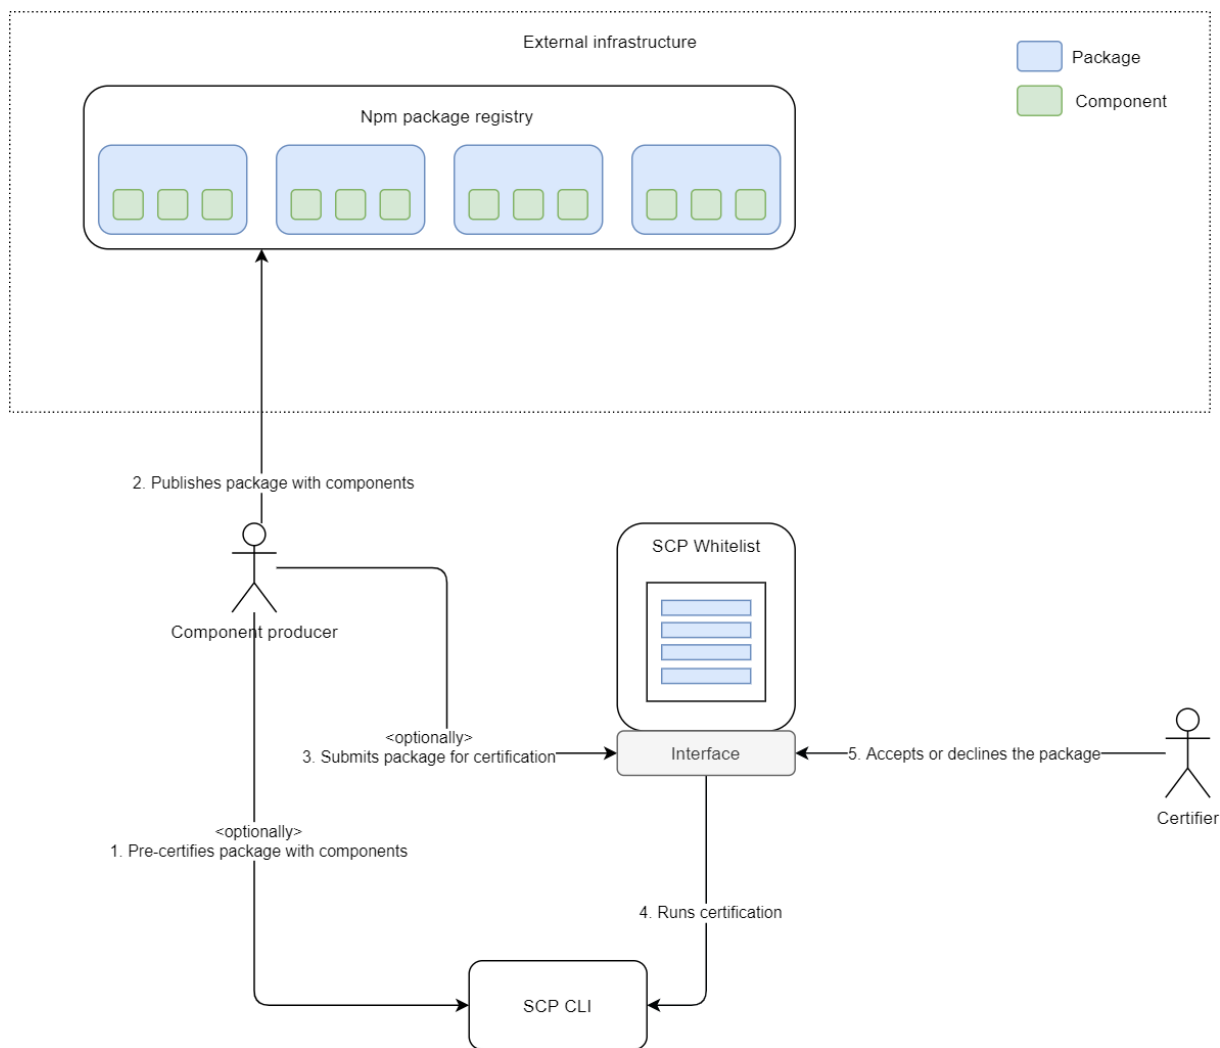 External infrastructure
Package
Component
Npm package registry
2. Publishes package with components
SCP Whitelist
Component producer
<optionally>
3. Submits package for certification
Interface
5. Accepts or declines the package
Certifier
<optionally>
1. Pre-certifies package with components
4. Runs certification
SCP CLI